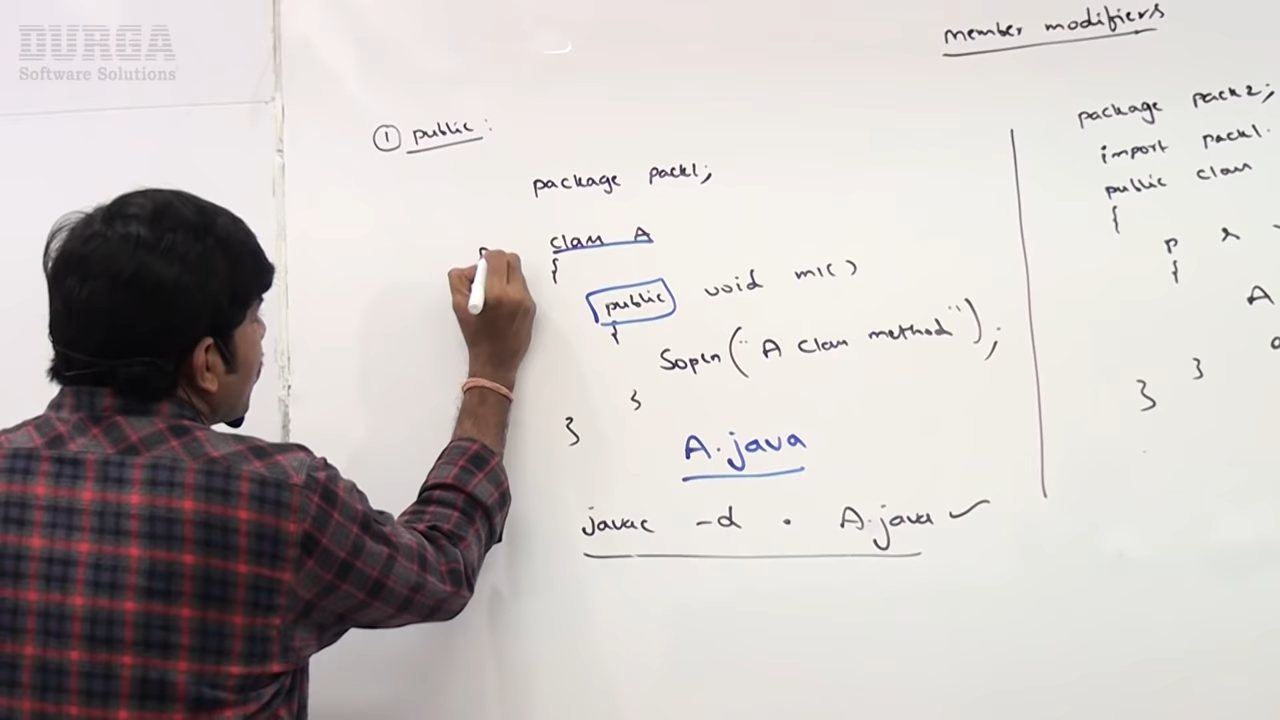 DURGA
Software Solutions
member modifiers
① public:
package pack1;
class A
{
public void m1()
{
Sopln("A class method");
}
}
A.java
javac -d . A.java ✓
package pack2;
import pack1.
public class
{
p s v
{
A
a
}
}